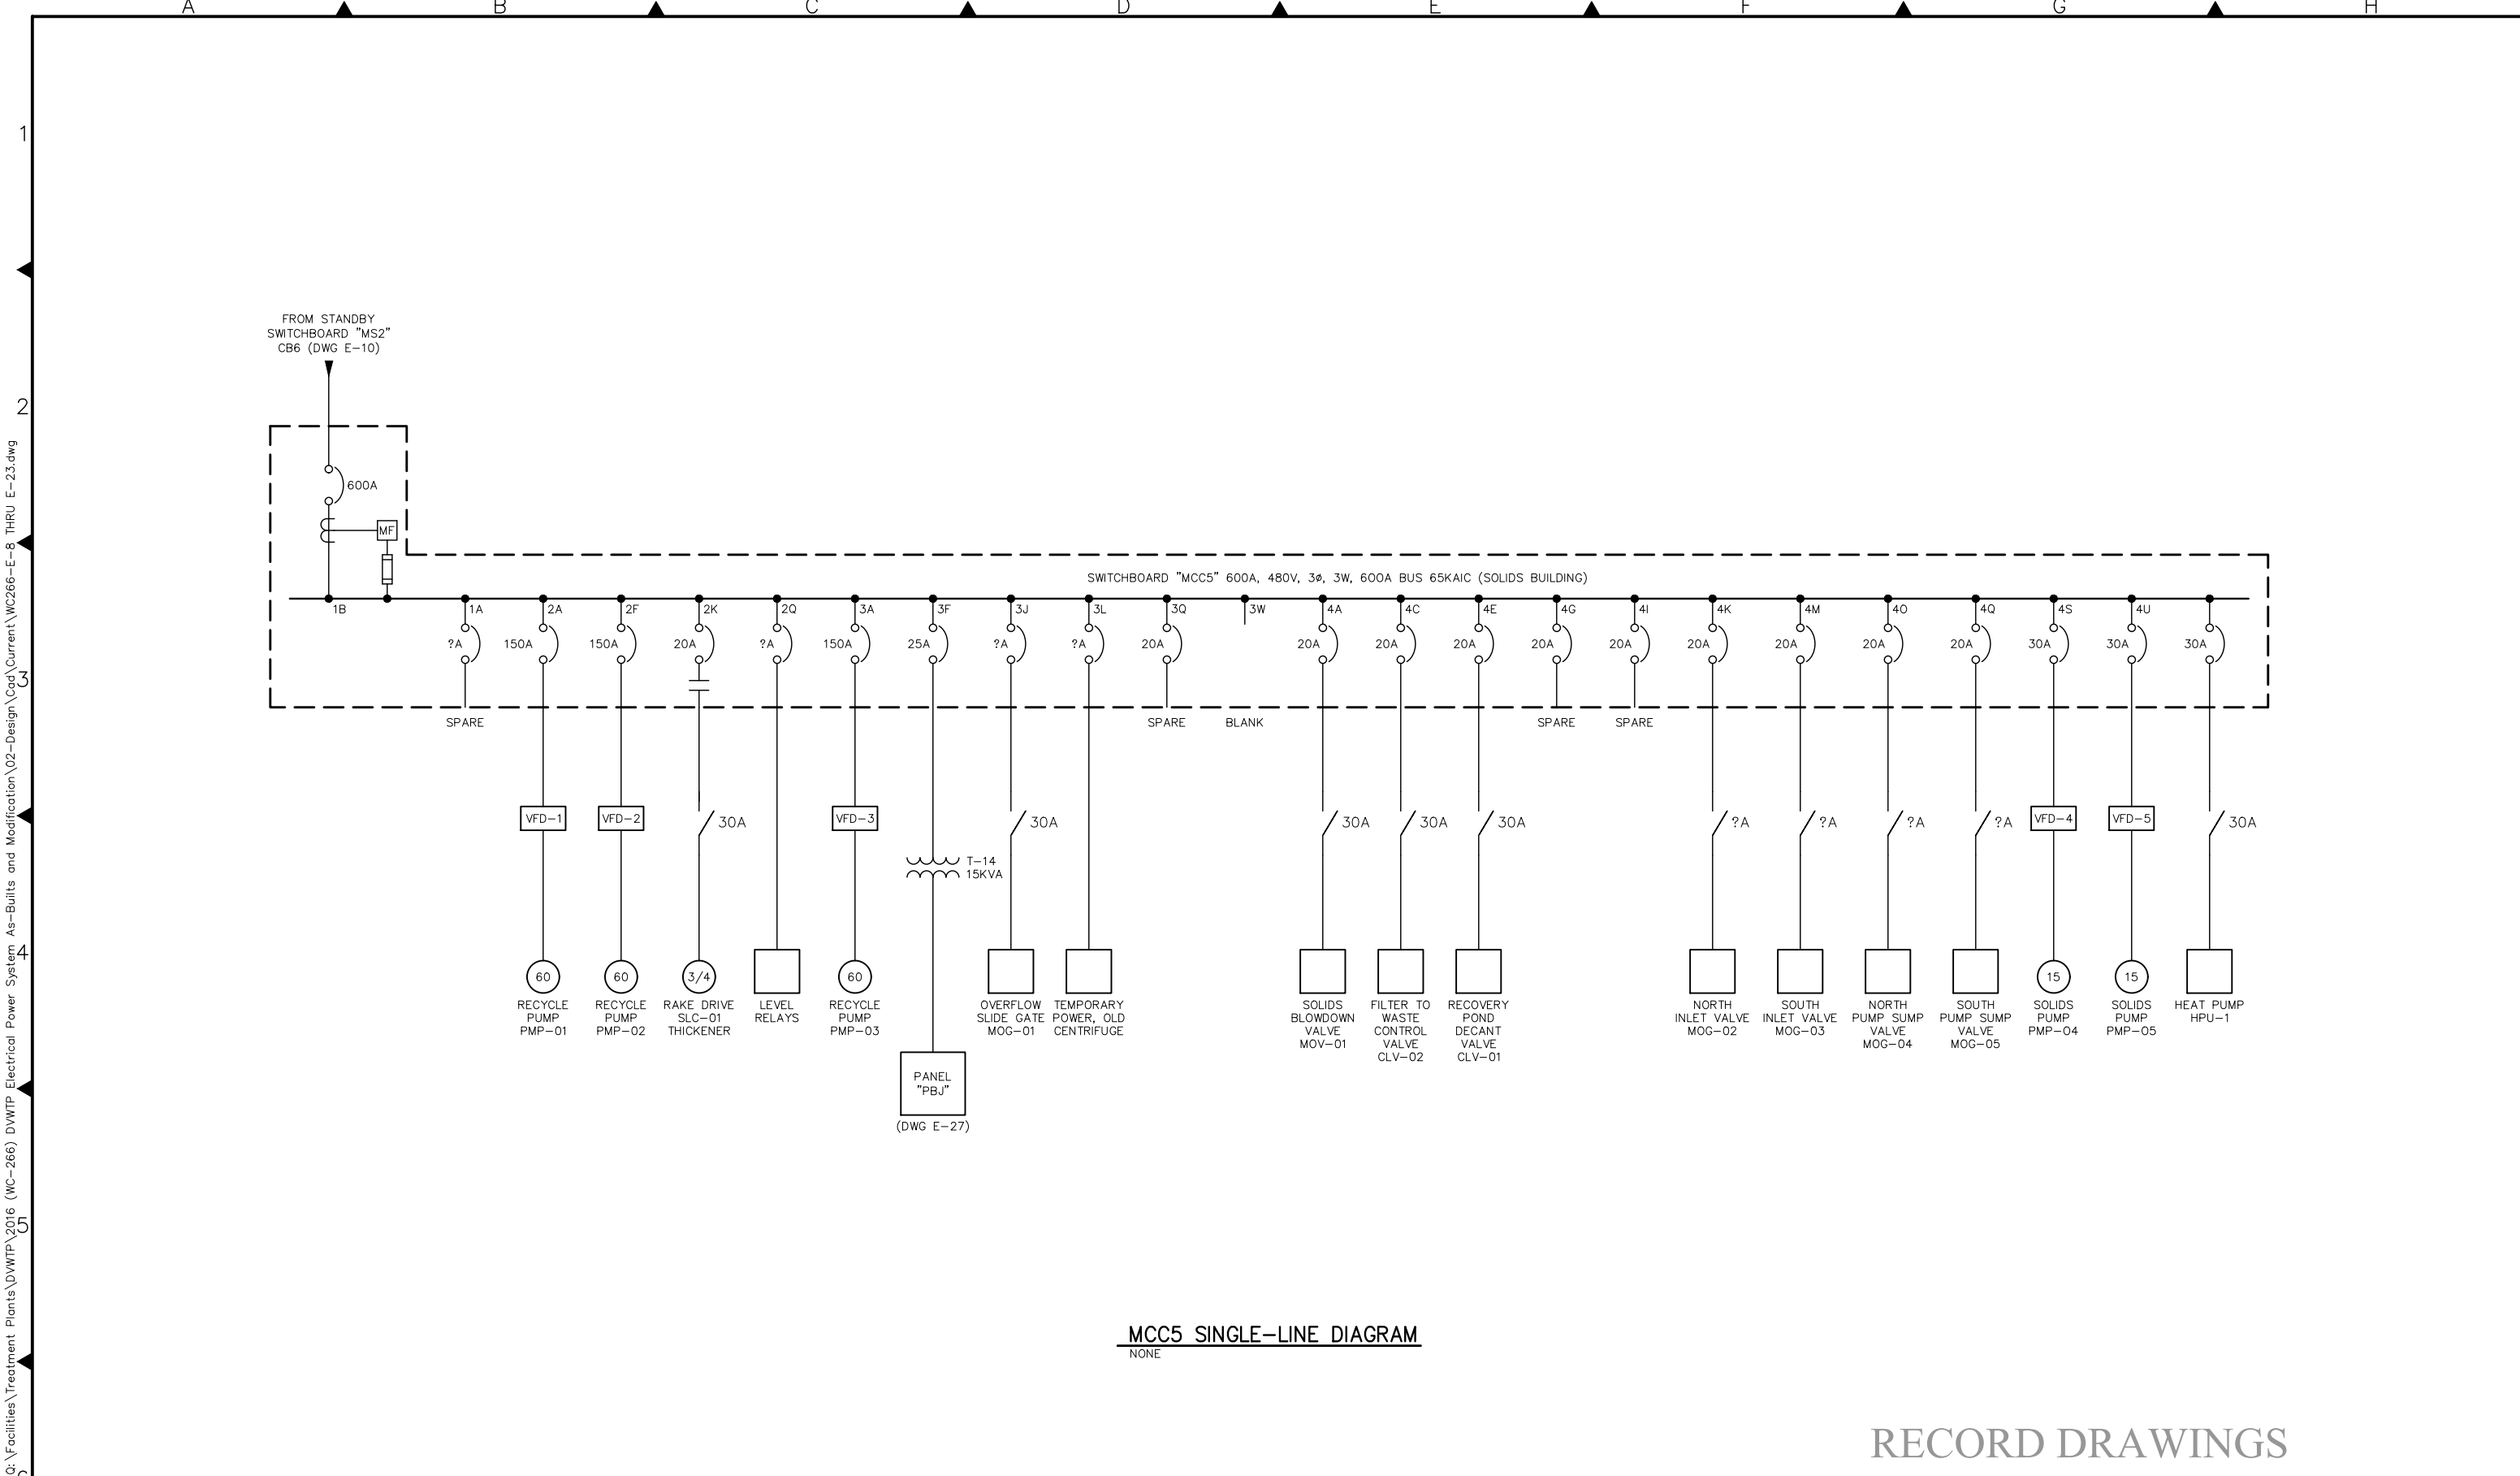 A B C D E F G H
1
2
3
4
5
Q:\Facilities\Treatment Plants\DVWTP\2016 (WC-266) DVWTP Electrical Power System As-Builts and Modification\02-Design\Cad\Current\WC266-E-8 THRU E-23.dwg
FROM STANDBY
SWITCHBOARD "MS2"
CB6 (DWG E-10)
600A
MF
SWITCHBOARD "MCC5" 600A, 480V, 3ø, 3W, 600A BUS 65KAIC (SOLIDS BUILDING)
1B 1A 2A 2F 2K 2Q 3A 3F 3J 3L 3Q 3W 4A 4C 4E 4G 4I 4K 4M 4O 4Q 4S 4U
?A 150A 150A 20A ?A 150A 25A ?A ?A 20A 20A 20A 20A 20A 20A 20A 20A 20A 20A 30A 30A 30A
SPARE SPARE BLANK SPARE SPARE
VFD-1 VFD-2 30A VFD-3 30A 30A 30A 30A ?A ?A ?A ?A VFD-4 VFD-5 30A
T-14
15KVA
60 60 3/4 60 15 15
RECYCLE
PUMP
PMP-01
RECYCLE
PUMP
PMP-02
RAKE DRIVE
SLC-01
THICKENER
LEVEL
RELAYS
RECYCLE
PUMP
PMP-03
PANEL
"PBJ"
(DWG E-27)
OVERFLOW
SLIDE GATE
MOG-01
TEMPORARY
POWER, OLD
CENTRIFUGE
SOLIDS
BLOWDOWN
VALVE
MOV-01
FILTER TO
WASTE
CONTROL
VALVE
CLV-02
RECOVERY
POND
DECANT
VALVE
CLV-01
NORTH
INLET VALVE
MOG-02
SOUTH
INLET VALVE
MOG-03
NORTH
PUMP SUMP
VALVE
MOG-04
SOUTH
PUMP SUMP
VALVE
MOG-05
SOLIDS
PUMP
PMP-04
SOLIDS
PUMP
PMP-05
HEAT PUMP
HPU-1
MCC5 SINGLE-LINE DIAGRAM
NONE
RECORD DRAWINGS